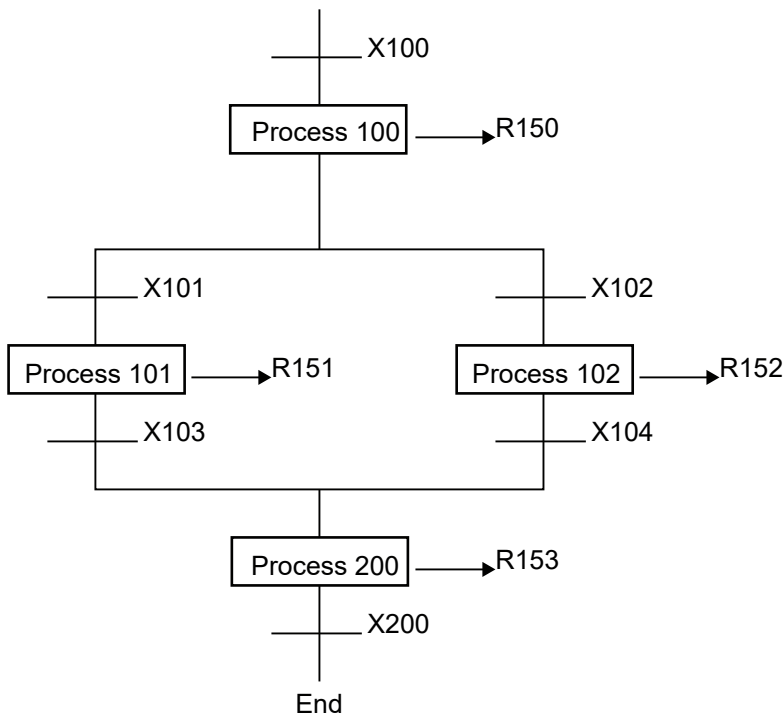 X100
Process 100
R150
X101
X102
Process 101
R151
Process 102
R152
X103
X104
Process 200
R153
X200
End